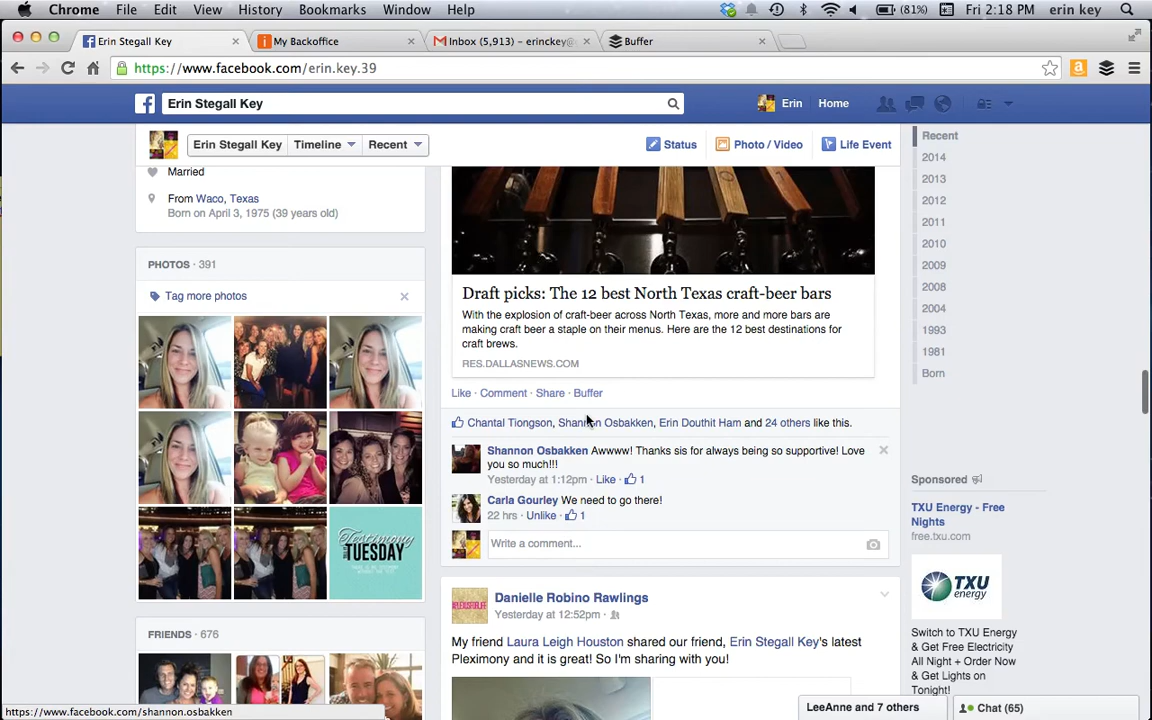 Chrome File Edit View History Bookmarks Window Help (81%) Fri 2:18 PM erin key
Erin Stegall Key My Backoffice Inbox (5,913) – erinckey@ Buffer
https://www.facebook.com/erin.key.39
Erin Stegall Key Erin Home
Erin Stegall Key Timeline Recent Status Photo / Video Life Event
Married
From Waco, Texas
Born on April 3, 1975 (39 years old)
PHOTOS · 391
Tag more photos
Testimony
TUESDAY
FRIENDS · 676
Draft picks: The 12 best North Texas craft-beer bars
With the explosion of craft-beer across North Texas, more and more bars are
making craft beer a staple on their menus. Here are the 12 best destinations for
craft brews.
RES.DALLASNEWS.COM
Like · Comment · Share · Buffer
Chantal Tiongson, Shannon Osbakken, Erin Douthit Ham and 24 others like this.
Shannon Osbakken Awwww! Thanks sis for always being so supportive! Love
you so much!!!
Yesterday at 1:12pm · Like · 1
Carla Gourley We need to go there!
22 hrs · Unlike · 1
Write a comment...
Danielle Robino Rawlings
Yesterday at 12:52pm ·
My friend Laura Leigh Houston shared our friend, Erin Stegall Key's latest
Pleximony and it is great! So I'm sharing with you!
Recent
2014
2013
2012
2011
2010
2009
2008
2004
1993
1981
Born
Sponsored
TXU Energy - Free
Nights
free.txu.com
TXU
energy
Switch to TXU Energy
& Get Free Electricity
All Night + Order Now
& Get Lights on
Tonight!
LeeAnne and 7 others Chat (65)
https://www.facebook.com/shannon.osbakken